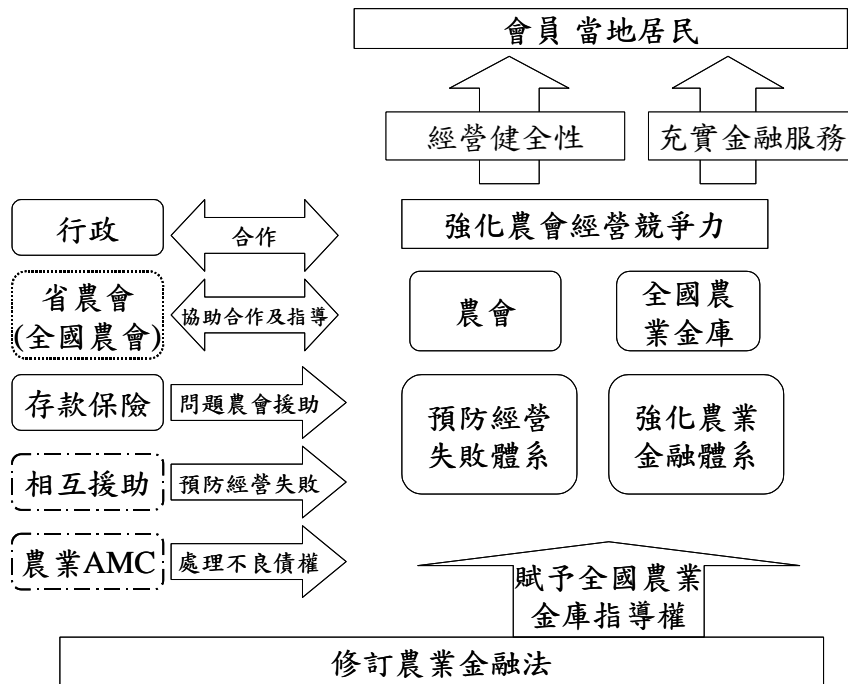 會員 當地居民
經營健全性
充實金融服務
行政
合作
強化農會經營競爭力
省農會
(全國農會)
協助合作及指導
農會
全國農
業金庫
存款保險
問題農會援助
預防經營
失敗體系
強化農業
金融體系
相互援助
預防經營失敗
農業AMC
處理不良債權
賦予全國農業
金庫指導權
修訂農業金融法